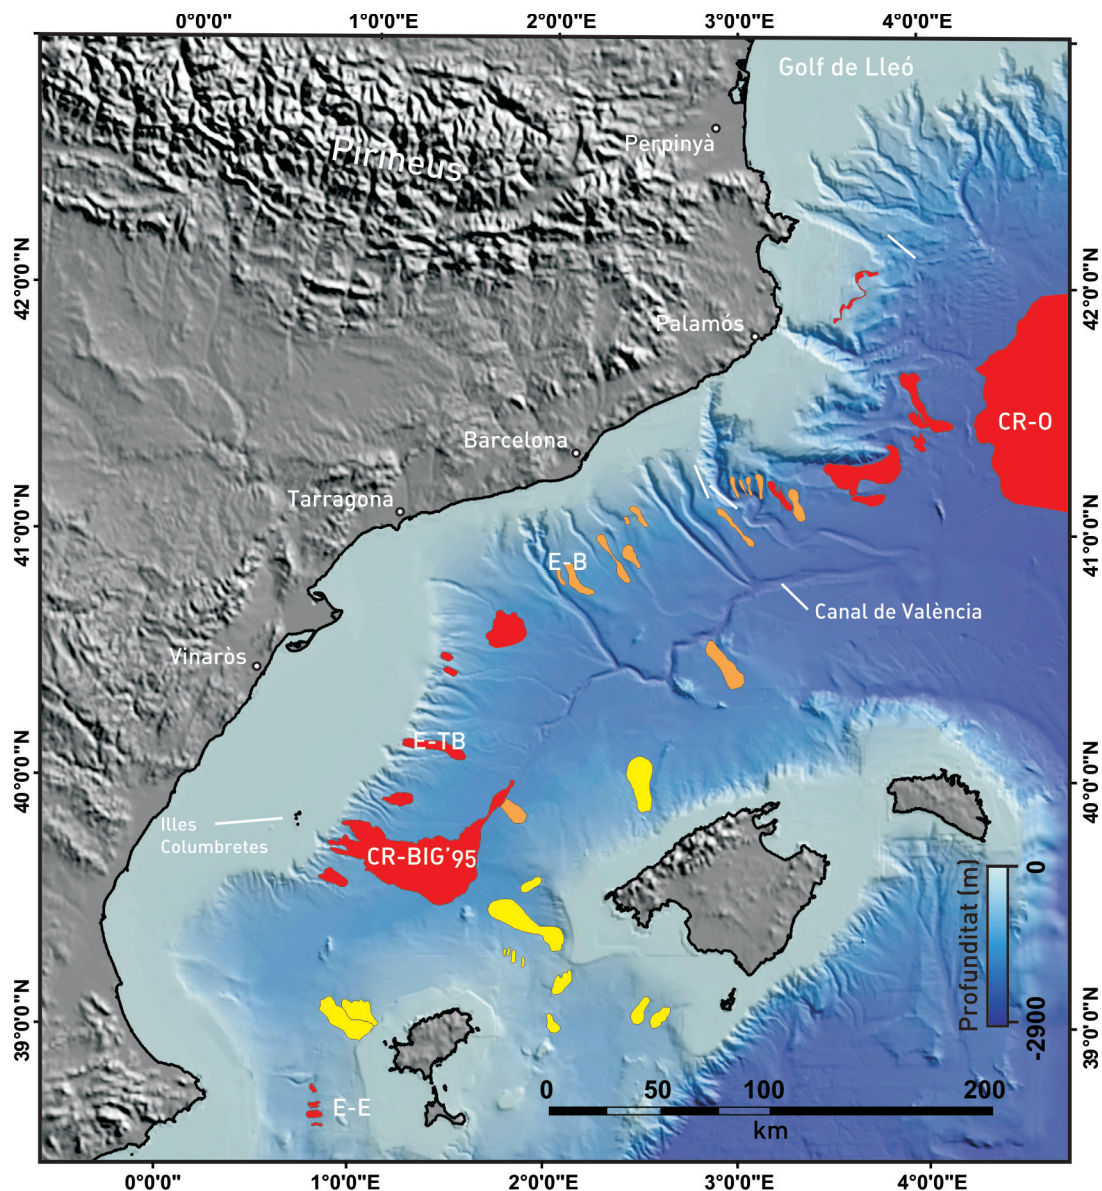 0°0'0"E
1°0'0"E
2°0'0"E
3°0'0"E
4°0'0"E
Golf de Lleó
Perpinyà
Pirineus
42°0'0"N
42°0'0"N
Palamós
CR-O
Barcelona
Tarragona
41°0'0"N
41°0'0"N
E-B
Canal de València
Vinaròs
E-TB
40°0'0"N
40°0'0"N
Illes
Columbretes
CR-BIG'95
0
Profunditat (m)
-2900
39°0'0"N
39°0'0"N
0 50 100 200
km
E-E
0°0'0"E
1°0'0"E
2°0'0"E
3°0'0"E
4°0'0"E